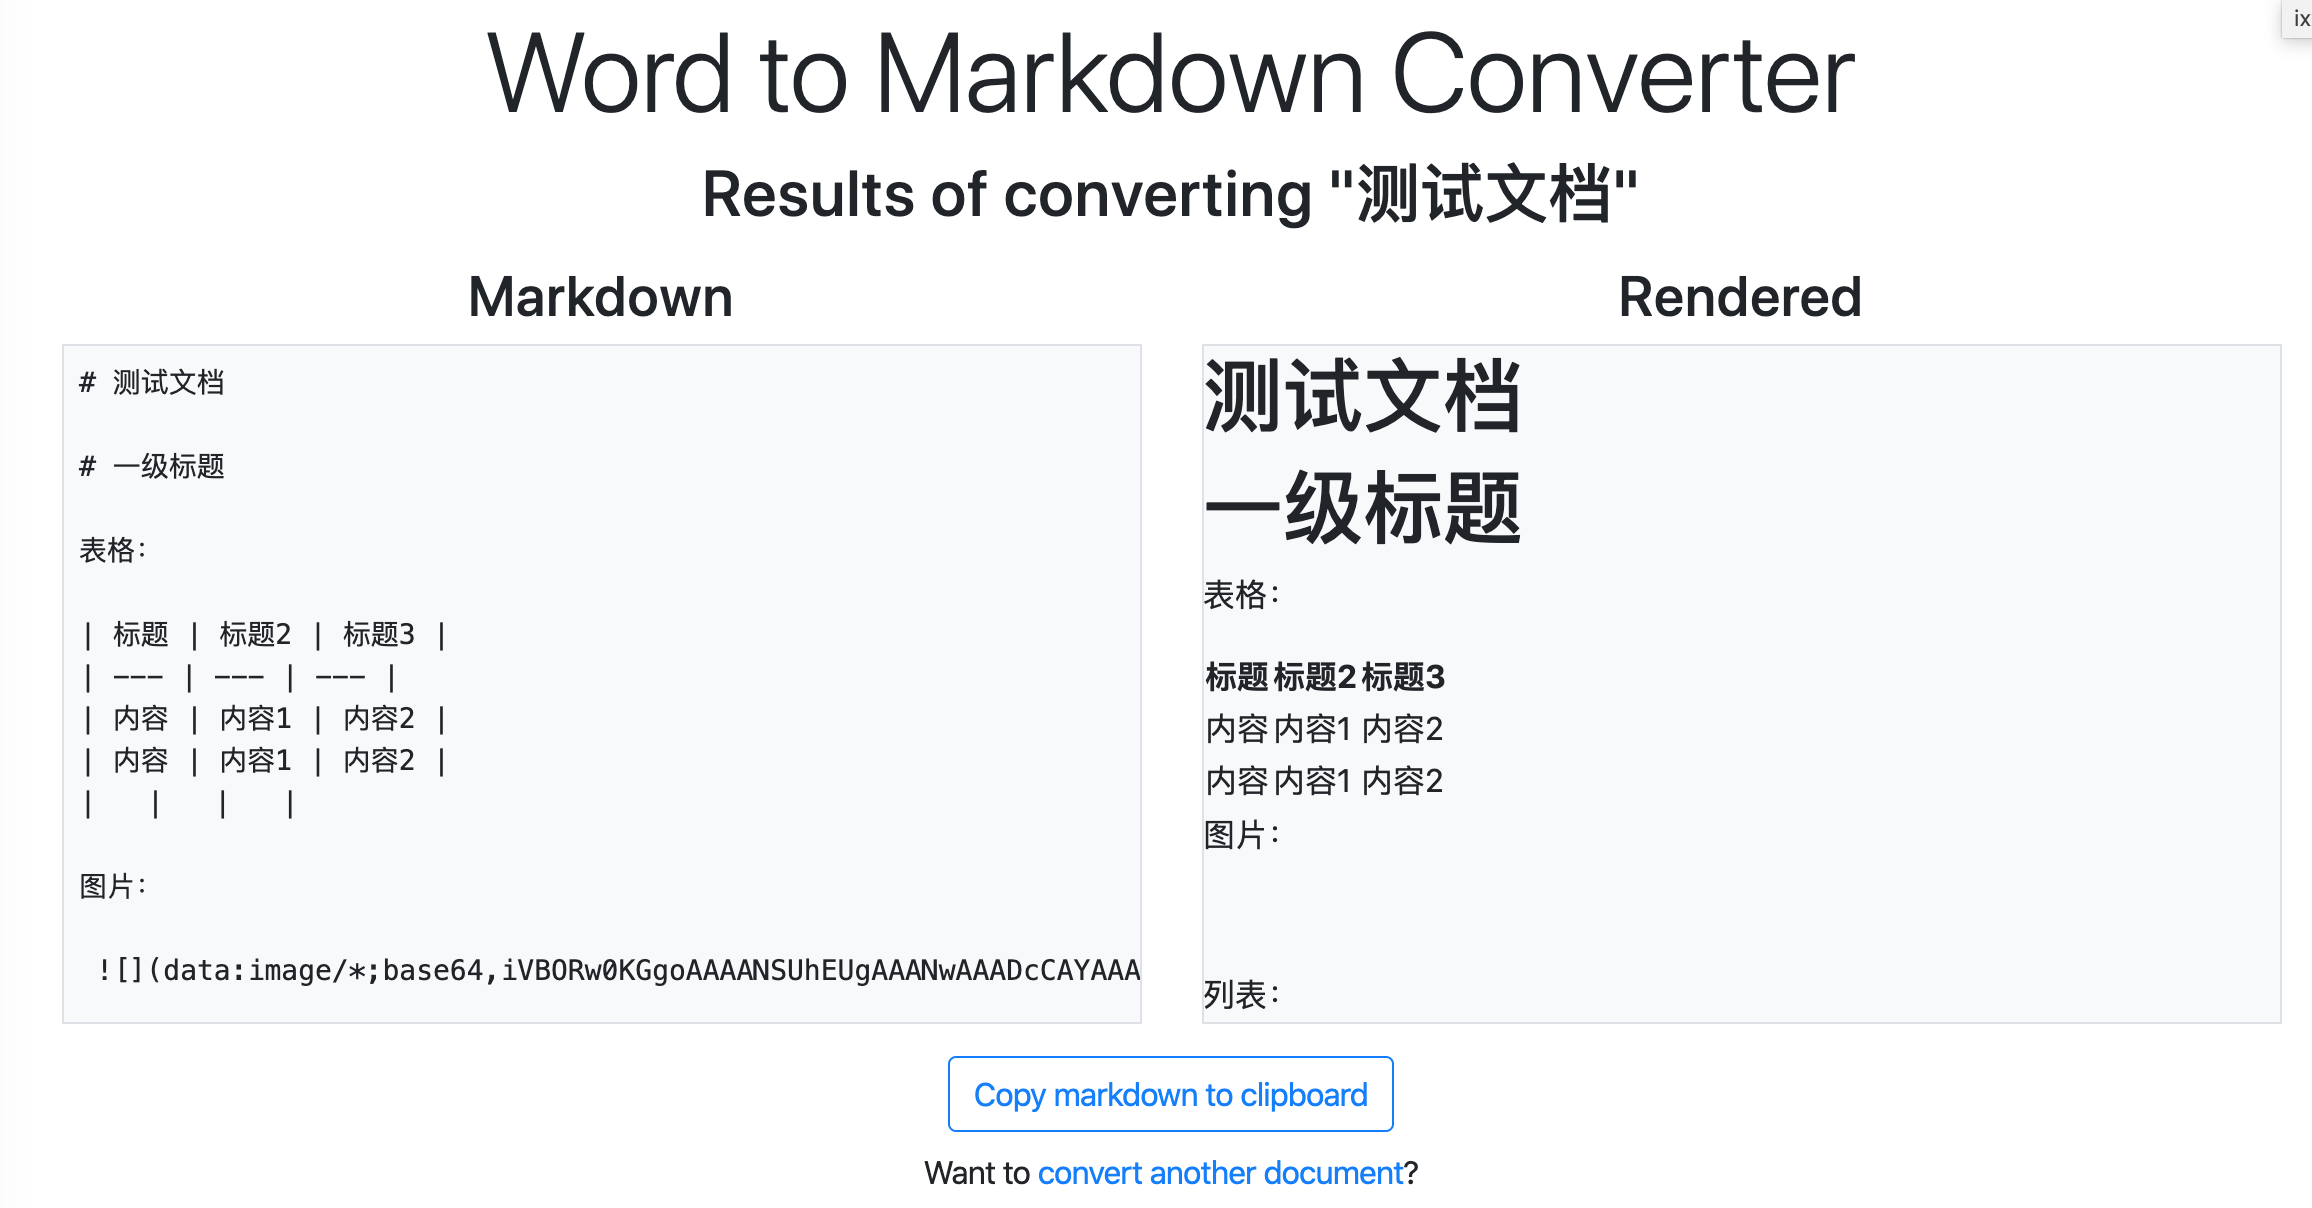 ix
Word to Markdown Converter
Results of converting "测试文档"
Markdown
# 测试文档
# 一级标题
表格：
| 标题 | 标题2 | 标题3 |
| --- | --- | --- |
| 内容 | 内容1 | 内容2 |
| 内容 | 内容1 | 内容2 |
|   |   |   |
图片：
![](data:image/*;base64,iVBORw0KGgoAAAANSUhEUgAAANwAAADcCAYAAA
Rendered
测试文档
一级标题
表格：
标题 标题2 标题3
内容 内容1 内容2
内容 内容1 内容2
图片：
列表：
Copy markdown to clipboard
Want to convert another document?